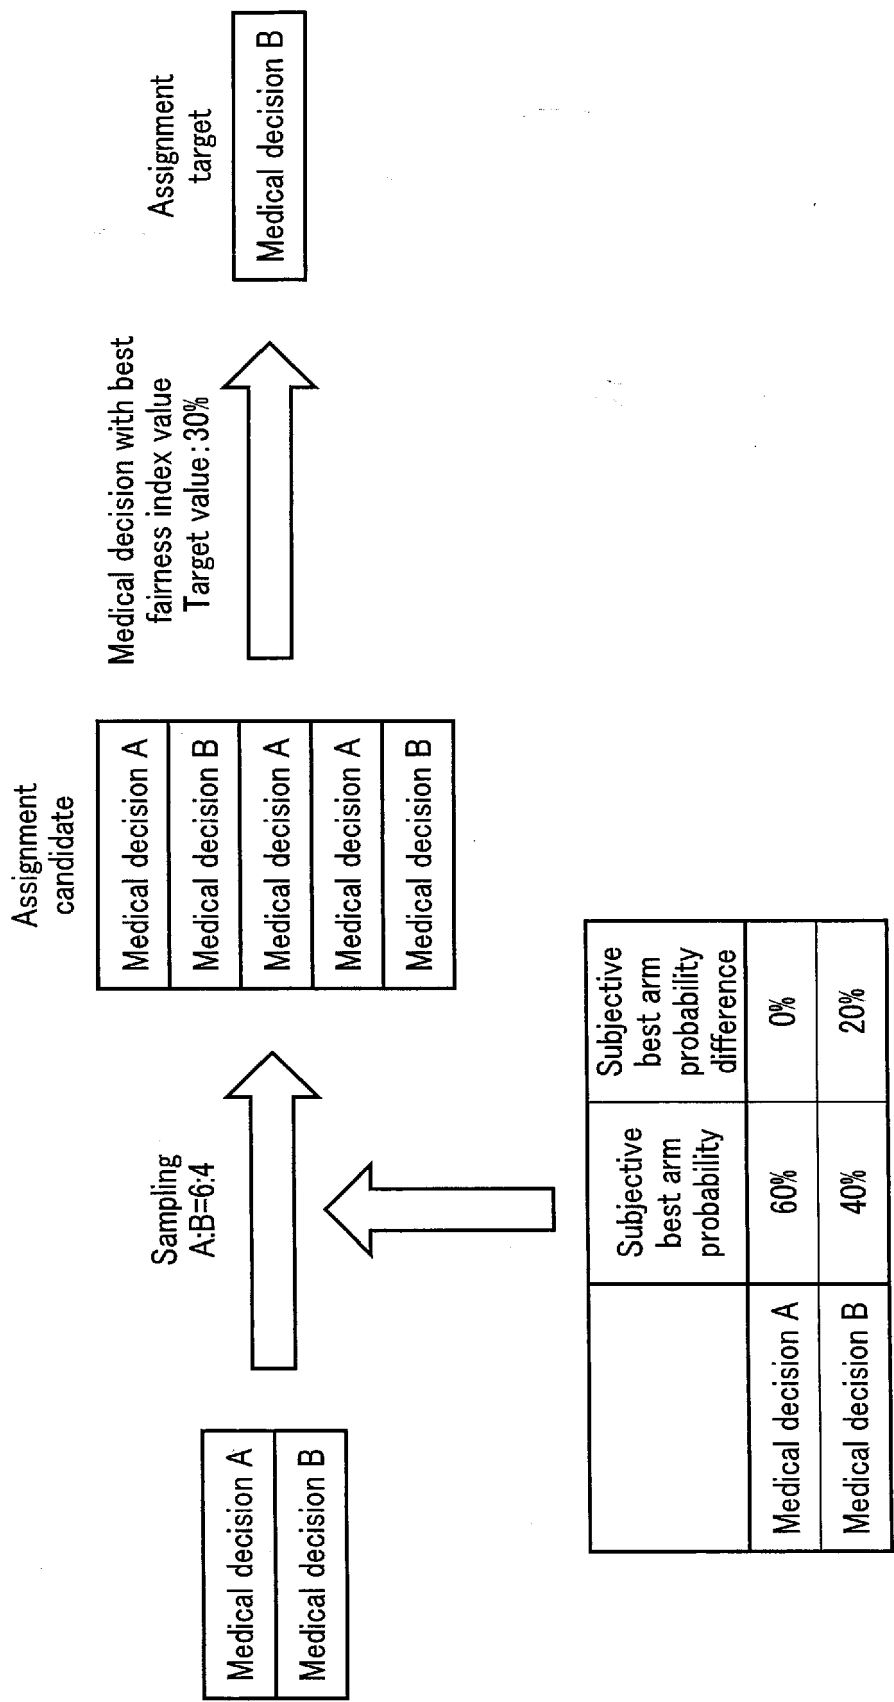 Medical decision A
Medical decision B
Sampling
A:B=6:4
Assignment
candidate
Medical decision A
Medical decision B
Medical decision A
Medical decision A
Medical decision B
Medical decision with best
fairness index value
Target value:30%
Assignment
target
Medical decision B
Subjective
best arm
probability
Subjective
best arm
probability
difference
Medical decision A
60%
0%
Medical decision B
40%
20%